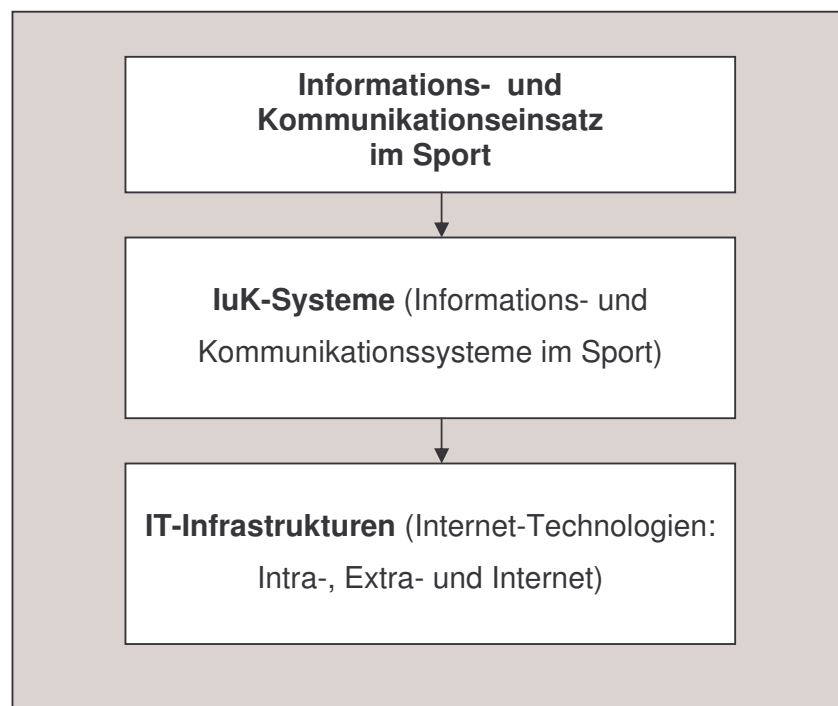 Informations- und
Kommunikationseinsatz
im Sport
IuK-Systeme (Informations- und
Kommunikationssysteme im Sport)
IT-Infrastrukturen (Internet-Technologien:
Intra-, Extra- und Internet)